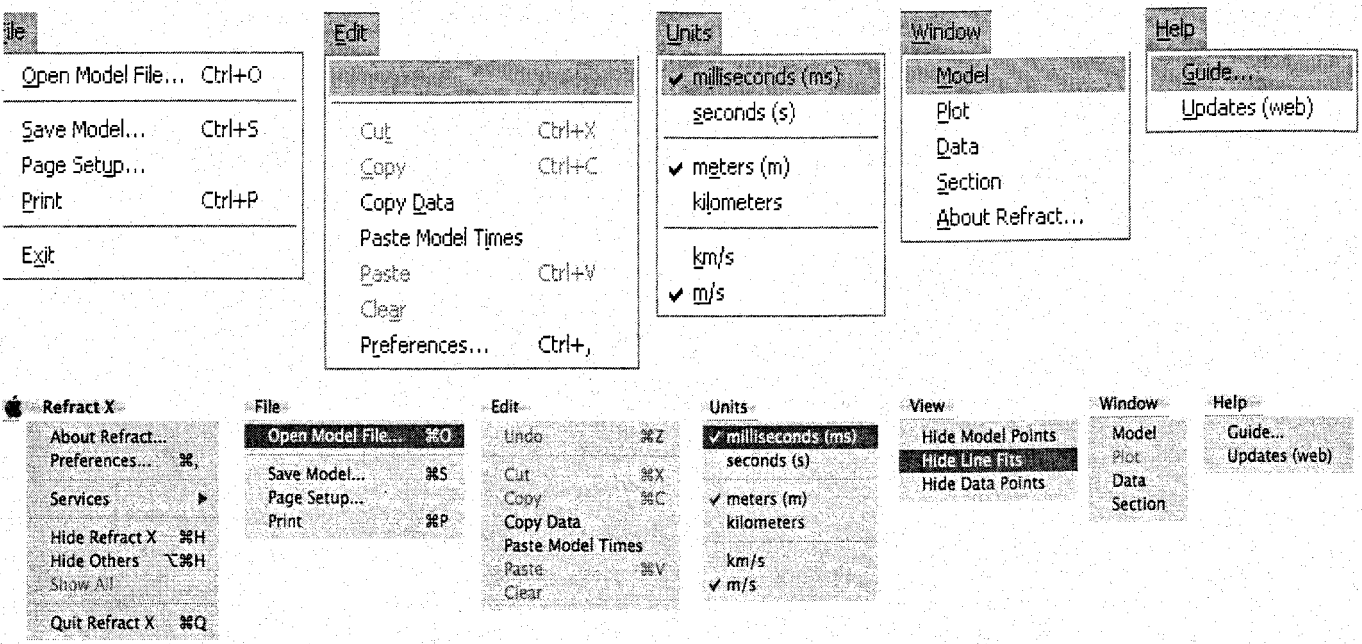 File
Open Model File... Ctrl+O
Save Model... Ctrl+S
Page Setup...
Print Ctrl+P
Exit
Edit
Cut Ctrl+X
Copy Ctrl+C
Copy Data
Paste Model Times
Paste Ctrl+V
Clear
Preferences... Ctrl+,
Units
✓ milliseconds (ms)
seconds (s)
✓ meters (m)
kilometers
km/s
✓ m/s
Window
Model
Plot
Data
Section
About Refract...
Help
Guide...
Updates (web)
Refract X
About Refract...
Preferences... ⌘,
Services ▶
Hide Refract X ⌘H
Hide Others ⌥⌘H
Show All
Quit Refract X ⌘Q
File
Open Model File... ⌘O
Save Model... ⌘S
Page Setup...
Print ⌘P
Edit
Undo ⌘Z
Cut ⌘X
Copy ⌘C
Copy Data
Paste Model Times
Paste ⌘V
Clear
Units
✓ milliseconds (ms)
seconds (s)
✓ meters (m)
kilometers
km/s
✓ m/s
View
Hide Model Points
Hide Line Fits
Hide Data Points
Window
Model
Plot
Data
Section
Help
Guide...
Updates (web)